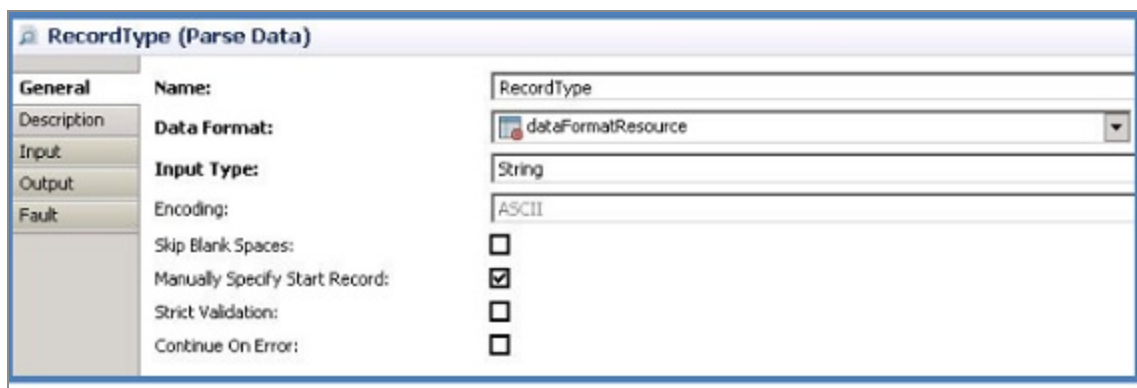 RecordType (Parse Data)
General
Description
Input
Output
Fault
Name: RecordType
Data Format: dataFormatResource
Input Type: String
Encoding: ASCII
Skip Blank Spaces:
Manually Specify Start Record:
Strict Validation:
Continue On Error: